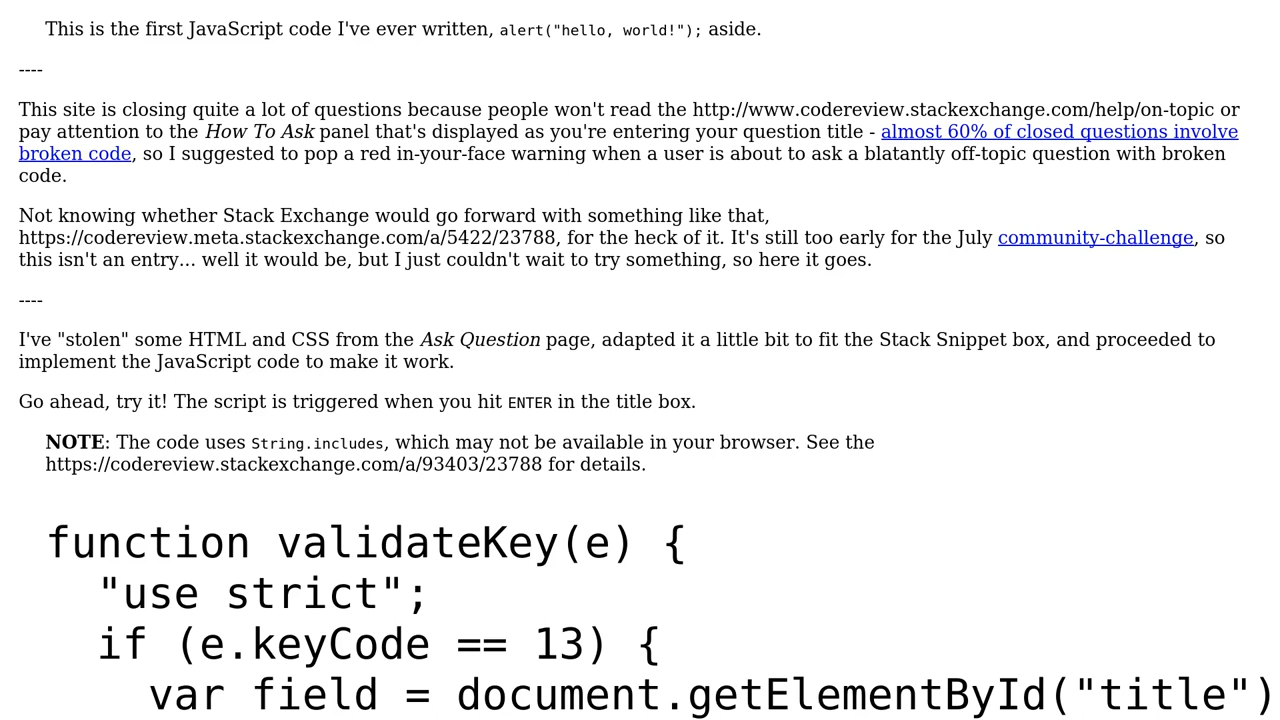 This is the first JavaScript code I've ever written, alert("hello, world!"); aside.
----
This site is closing quite a lot of questions because people won't read the http://www.codereview.stackexchange.com/help/on-topic or
pay attention to the How To Ask panel that's displayed as you're entering your question title - almost 60% of closed questions involve
broken code, so I suggested to pop a red in-your-face warning when a user is about to ask a blatantly off-topic question with broken
code.
Not knowing whether Stack Exchange would go forward with something like that,
https://codereview.meta.stackexchange.com/a/5422/23788, for the heck of it. It's still too early for the July community-challenge, so
this isn't an entry... well it would be, but I just couldn't wait to try something, so here it goes.
----
I've "stolen" some HTML and CSS from the Ask Question page, adapted it a little bit to fit the Stack Snippet box, and proceeded to
implement the JavaScript code to make it work.
Go ahead, try it! The script is triggered when you hit ENTER in the title box.
NOTE: The code uses String.includes, which may not be available in your browser. See the
https://codereview.stackexchange.com/a/93403/23788 for details.
function validateKey(e) {
"use strict";
if (e.keyCode == 13) {
var field = document.getElementById("title")